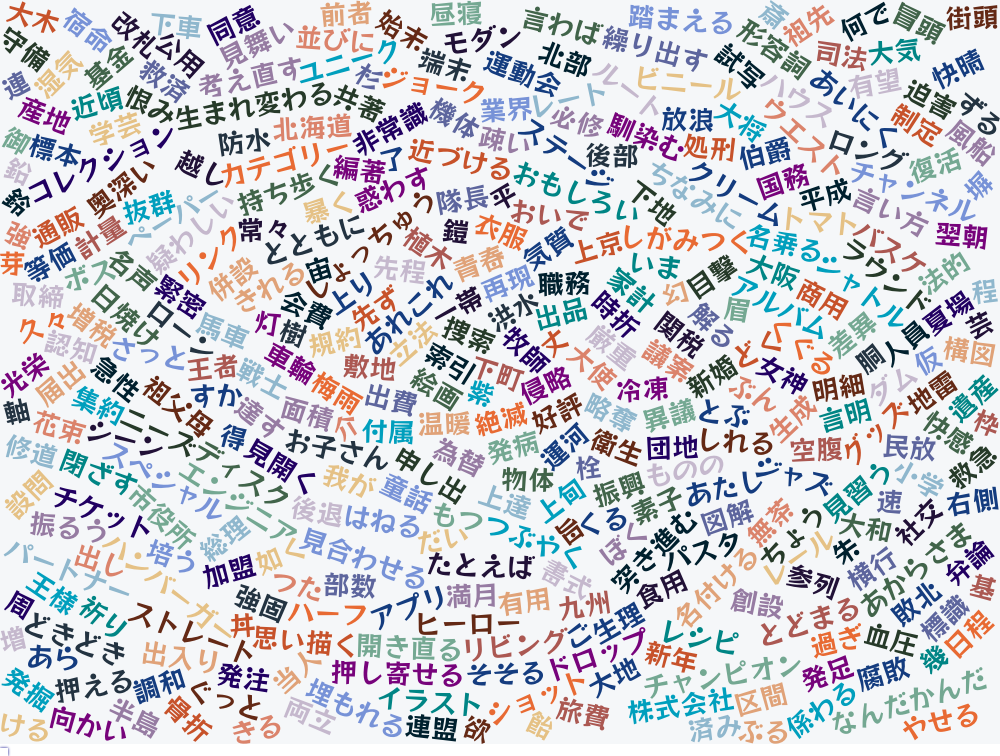 大木
宿命
下車
改札
公用
同意
前者
始末
昼寝
モダン
言わば
踏まえる
斎
祖先
何で
冒頭
街頭
守備
見舞い
並びに
ユニーク
端末
北部
繰り出す
試写
形容詞
司法
大気
快晴
連
湿気
基金
救済
考え直す
杉
ジョーク
運動会
ルート
ビニール
ハウス
あいにく
有望
迫害
ずる
産地
近頃
恨み
生まれ変わる
共著
機体
業界
レート
必修
放浪
大将
ウエスト
ロング
制定
風船
御
標本
学芸
コレクション
防水
北海道
非常識
疎い
ステージ
後部
馴染む
処刑
伯爵
国務
平成
チャンネル
復活
鉛
鈴
奥深い
越し
カテゴリー
編著
了
近づける
おもしろい
下地
ちなみに
クリーム
トマト
言い方
翌朝
強
通販
抜群
ペーパー
持ち歩く
暴く
惑わす
隊長
平
おいで
上京
しがみつく
名乗る
バスケ
芽
等価
計量
疑わしい
常々
とともに
ちょっちゅう
植木
鎧
衣服
気質
いま
目撃
大阪
シャトル
ラウンド
法的
取締
ボス
名声
緊密
リンク
併設
される
宙
上り
先程
青春
再現
職務
家計
幻
アルバム
商用
程
久々
増税
日焼け
ローン
馬車
灯
樹
会費
規約
先ず
あれこれ
一帯
洪水
出品
時折
関税
解る
眉
差異
胴
人員
夏場
芸
光栄
認知
さっと
王者
戦士
車輪
梅雨
敷地
立法
捜索
索引
牧師
女
大使
厳重
議案
新婚
どくくぐる
女神
明細
ダム
仮
構図
軸
届出
急性
祖父母
すか
達す
面積
出費
絵画
紫
下町
侵略
冷凍
略奪
異議
とぶ
ぶん
生成
言明
グッズ
地雷
遺産
枠
花束
集約
シーン
ニーズ
得
見開く
お子さん
付属
温暖
絶滅
好評
衛生
団地
しれる
空腹
民放
快感
救急
修道
閉ざす
スペシャル
ディスク
エンジニア
我が
童話
申し出
為替
発病
運河
物体
栓
ものの
ジャズ
見習う
小学
設問
チケット
市役所
総理
後退
はねる
もつ
上達
上向
振興
素子
あたし
速
右側
振るう
ハンバーガー
培う
如く
見合わせる
だい
つぶやく
旨
くる
ぼく
突き進む
図解
無茶
ちょう
大和
社交
パートナー
出し
加盟
つた
部数
たとえば
書式
パスタ
食用
名付ける
レール
参列
朱
横行
あからさま
弁論
王様
祈り
ストレート
強固
ハーフ
アプリ
満月
有用
九州
ご生理
創設
とどまる
敗北
標識
基
周
どきどき
丼
思い描く
ヒーロー
開き直る
リビング
ドロップ
レシピ
新年
過ぎ
血圧
幾
日程
増
あら
出入り
発注
当人
押し寄せる
そそる
ショット
大地
チャンピオン
発足
腐敗
発掘
押える
調和
ぐっと
埋もれる
イラスト
飴
旅費
株式会社
区間
係わる
なんだかんだ
ける
向かい
半島
骨折
きる
両立
連盟
欲
済み
ぶる
やせる